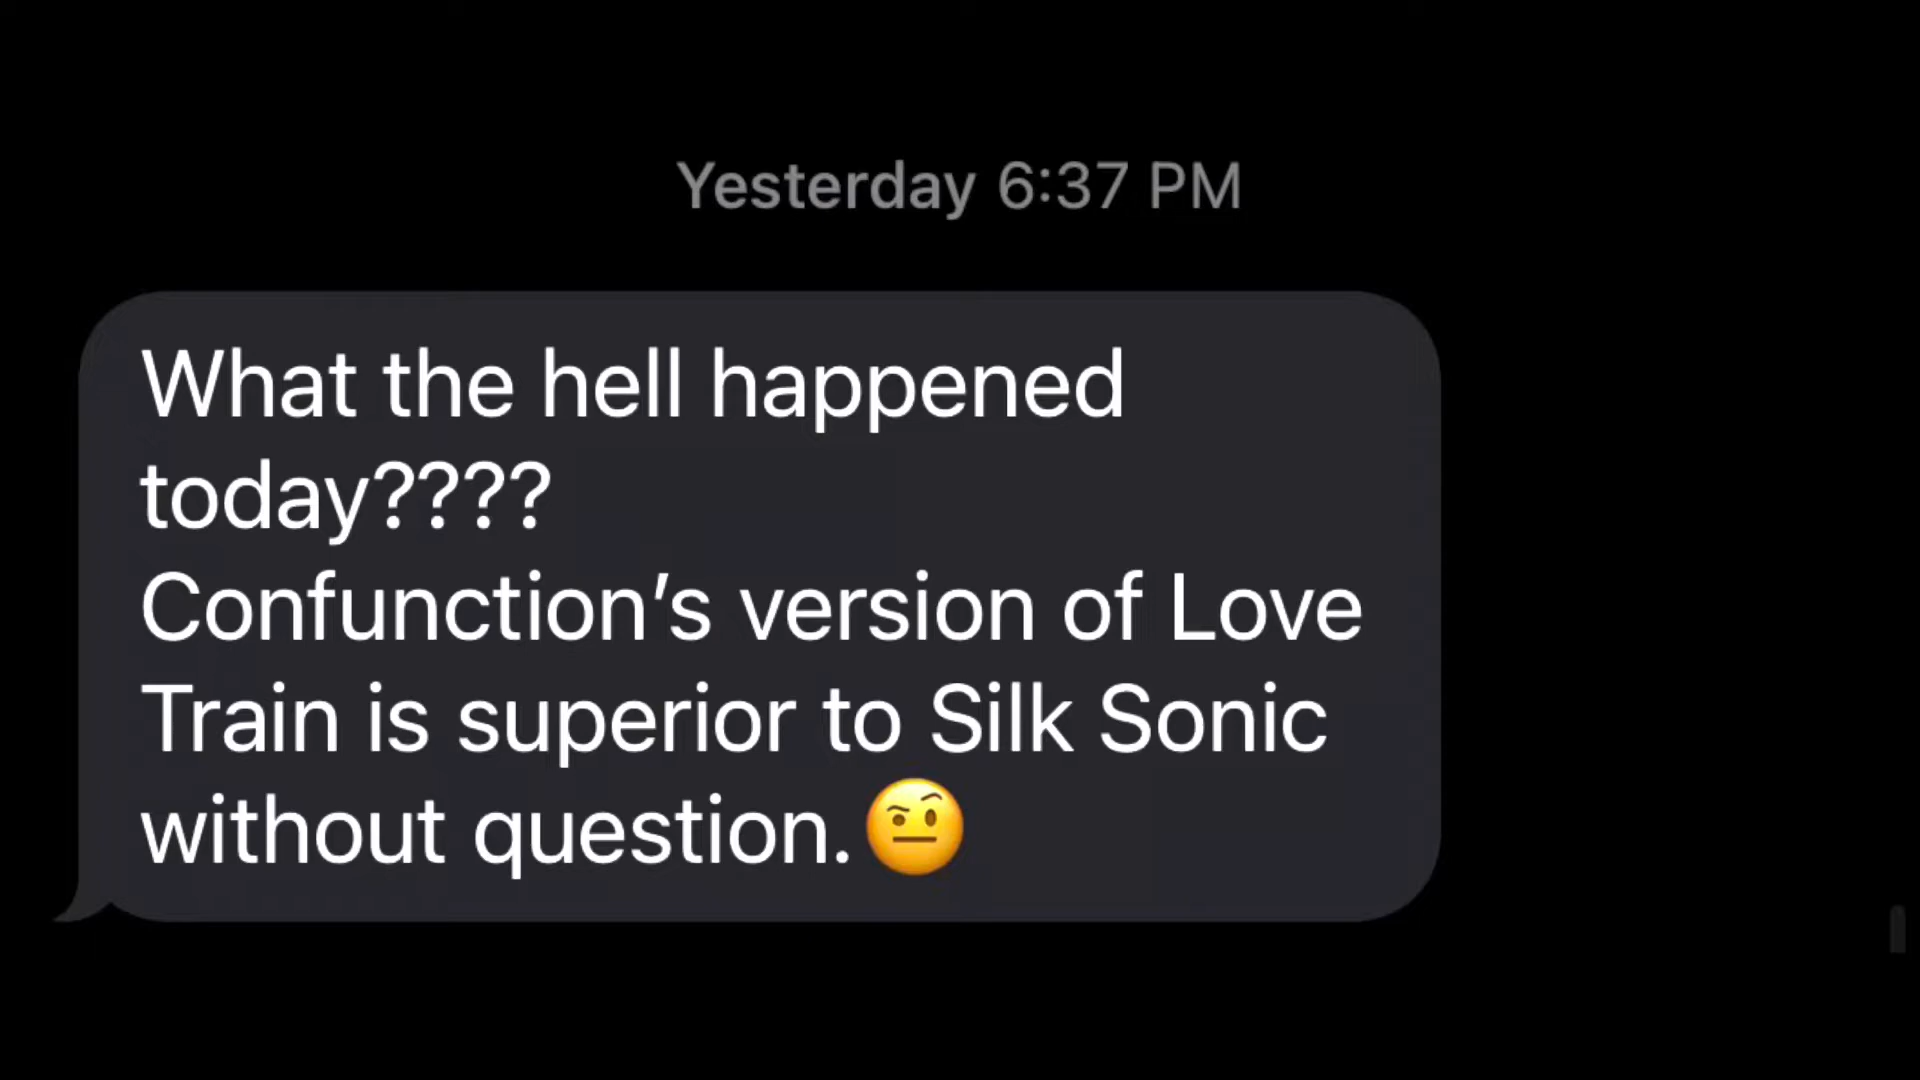 Yesterday 6:37 PM
What the hell happened
today????
Confunction’s version of Love
Train is superior to Silk Sonic
without question.🤨